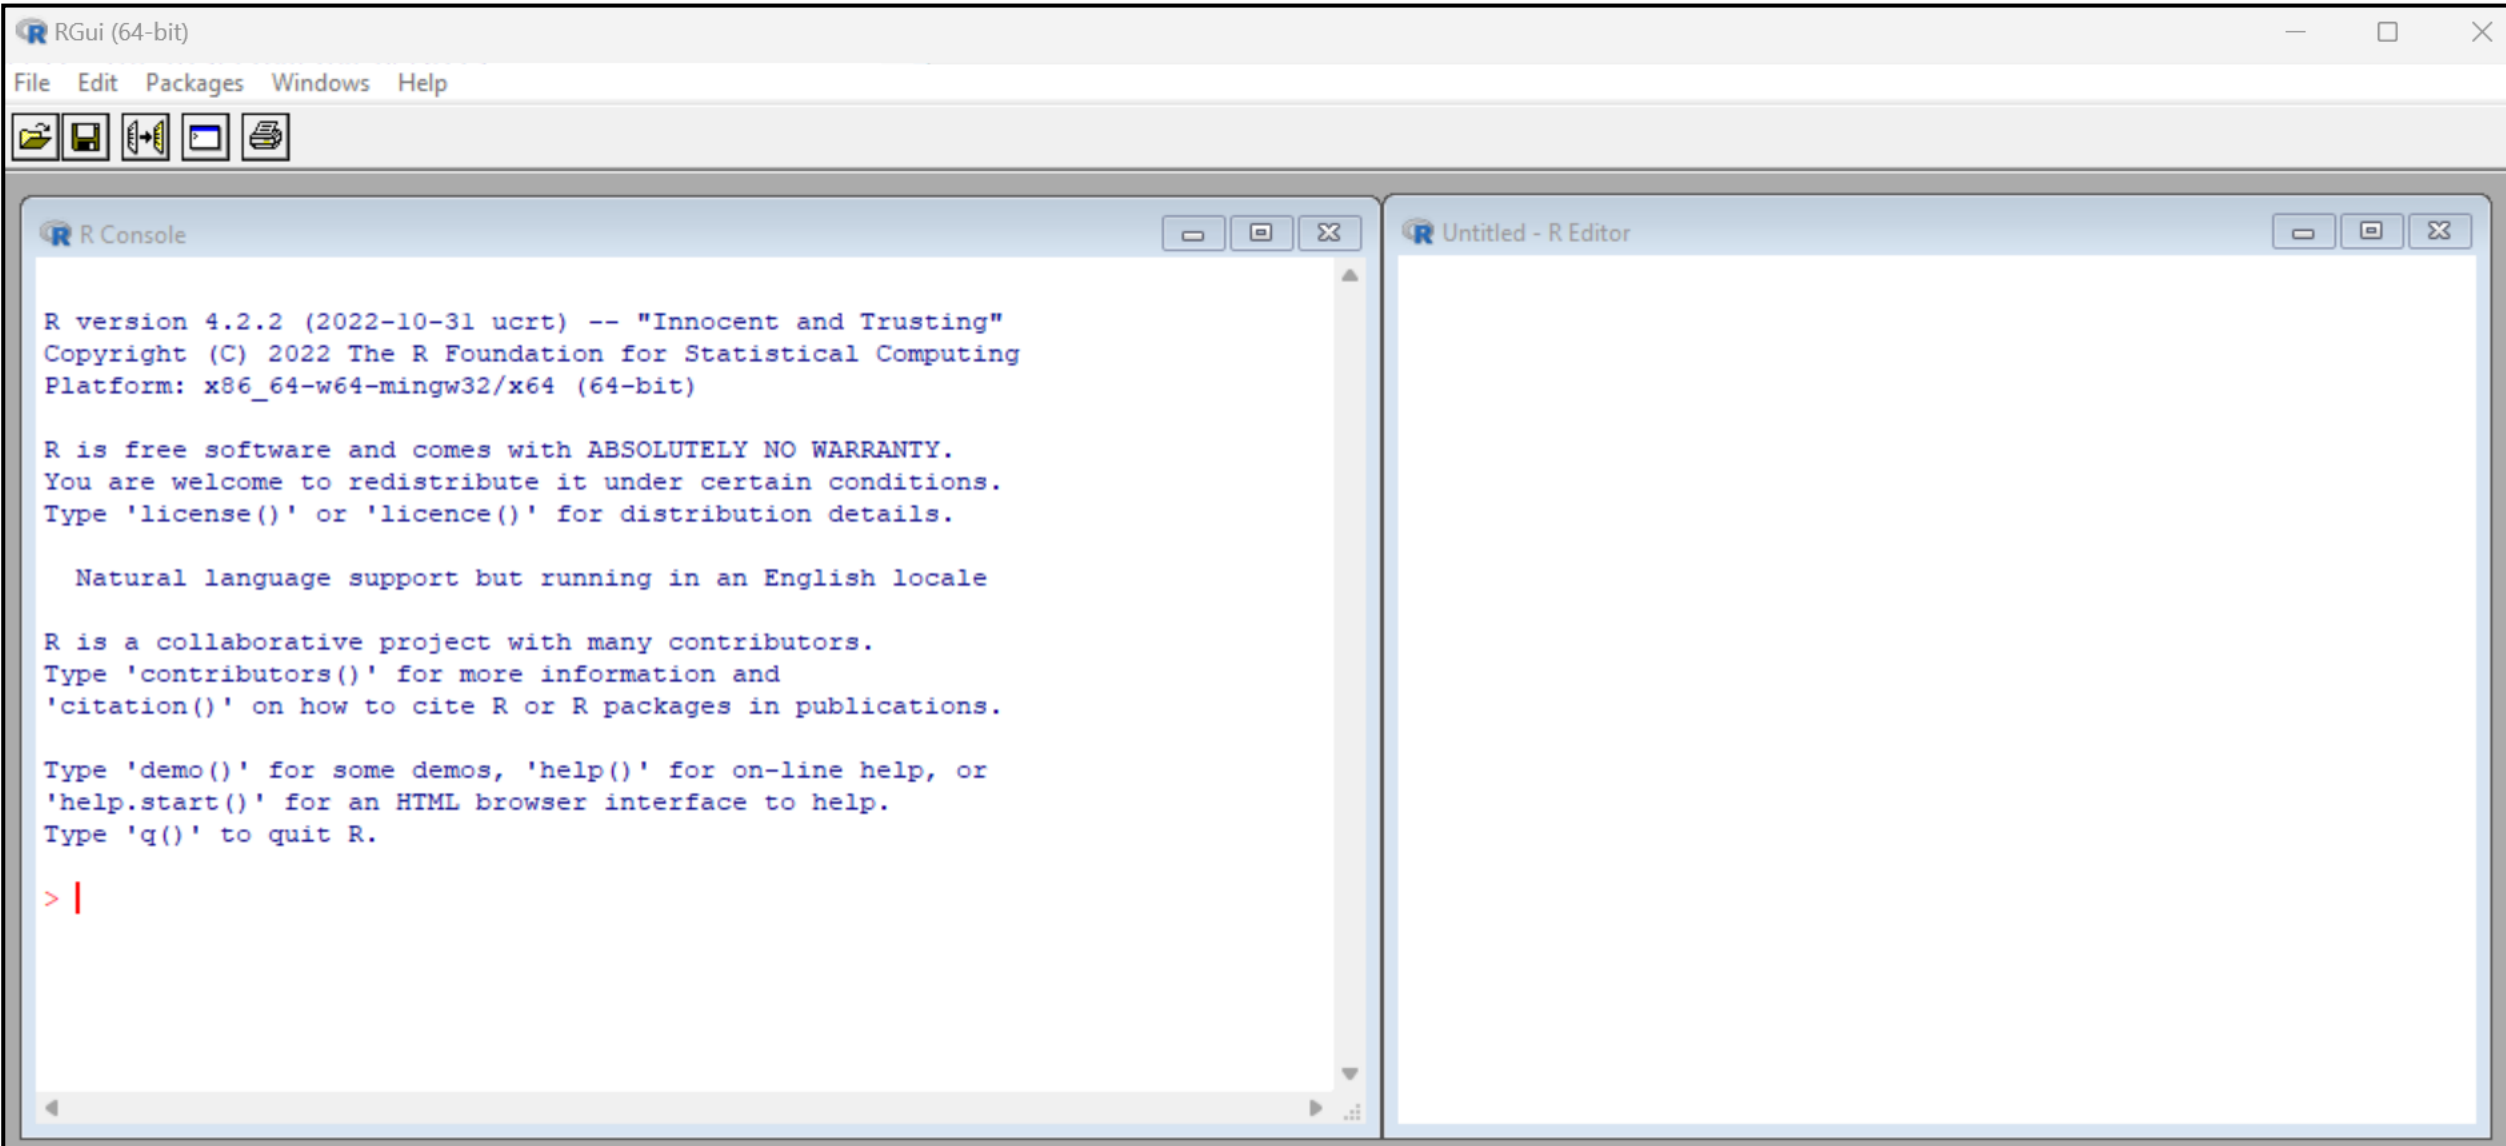 RGui (64-bit)
File Edit Packages Windows Help
R Console
R version 4.2.2 (2022-10-31 ucrt) -- "Innocent and Trusting"
Copyright (C) 2022 The R Foundation for Statistical Computing
Platform: x86_64-w64-mingw32/x64 (64-bit)
R is free software and comes with ABSOLUTELY NO WARRANTY.
You are welcome to redistribute it under certain conditions.
Type 'license()' or 'licence()' for distribution details.
Natural language support but running in an English locale
R is a collaborative project with many contributors.
Type 'contributors()' for more information and
'citation()' on how to cite R or R packages in publications.
Type 'demo()' for some demos, 'help()' for on-line help, or
'help.start()' for an HTML browser interface to help.
Type 'q()' to quit R.
>
Untitled - R Editor